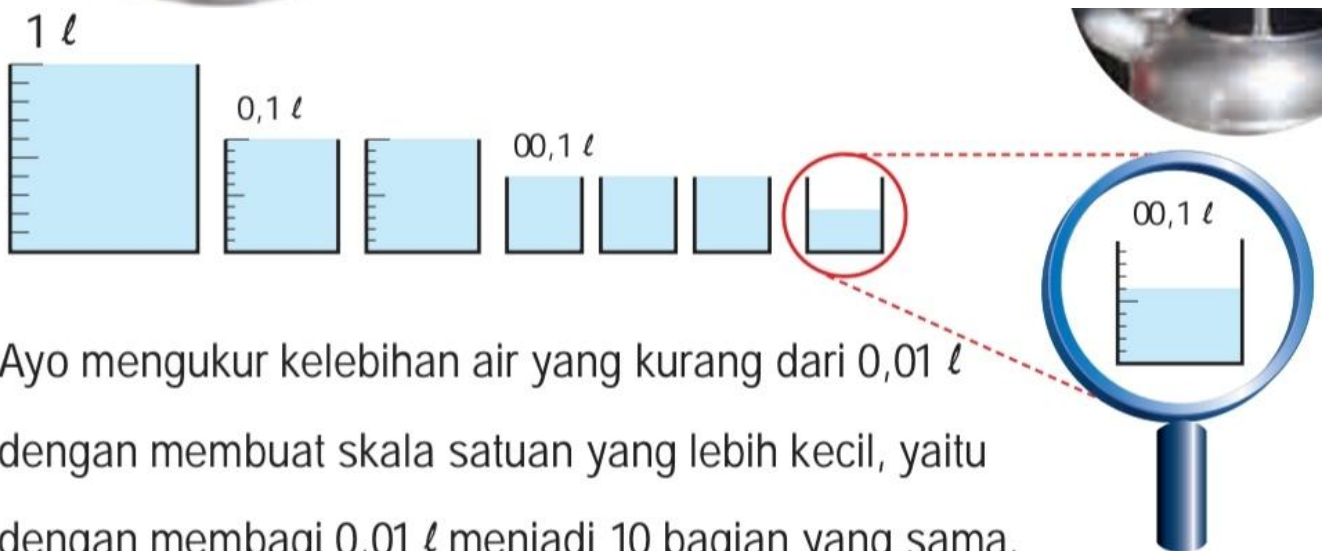 1 ℓ
0,1 ℓ
00,1 ℓ
00,1 ℓ
Ayo mengukur kelebihan air yang kurang dari 0,01 ℓ
dengan membuat skala satuan yang lebih kecil, yaitu
dengan membagi 0,01 ℓ menjadi 10 bagian yang sama.